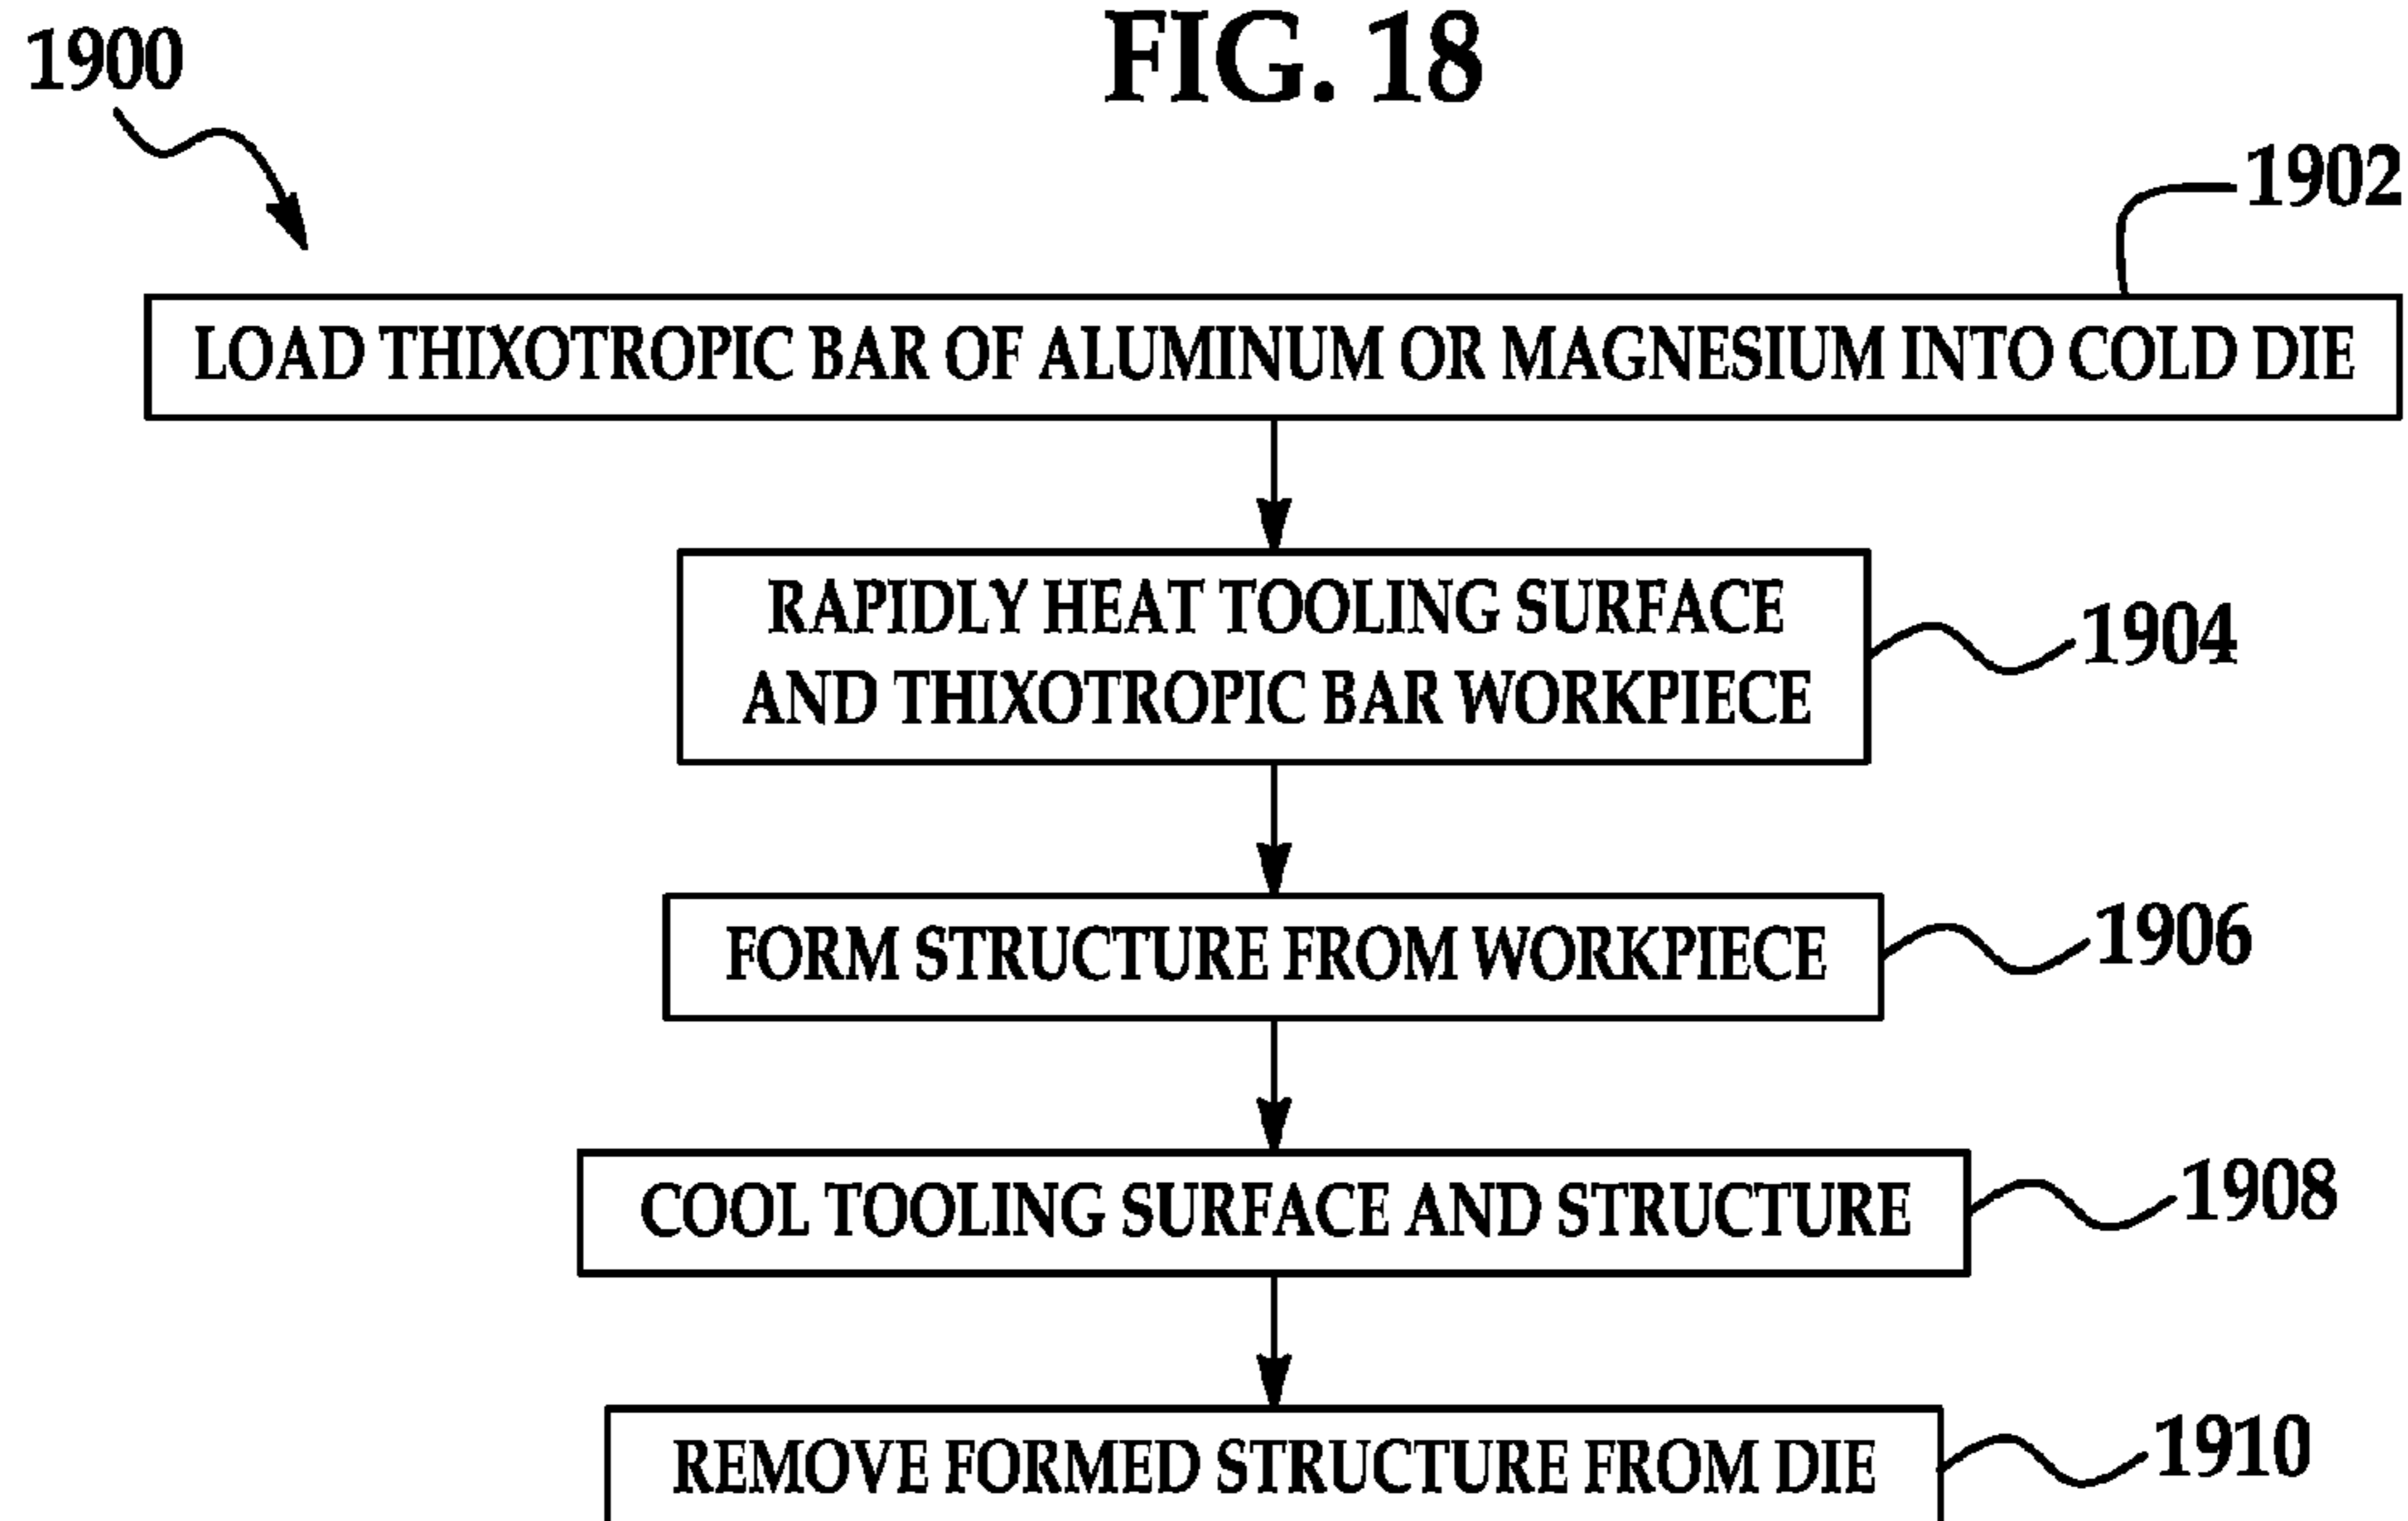 FIG. 18
1900
1902
LOAD THIXOTROPIC BAR OF ALUMINUM OR MAGNESIUM INTO COLD DIE
RAPIDLY HEAT TOOLING SURFACE
AND THIXOTROPIC BAR WORKPIECE
1904
FORM STRUCTURE FROM WORKPIECE
1906
COOL TOOLING SURFACE AND STRUCTURE
1908
REMOVE FORMED STRUCTURE FROM DIE
1910